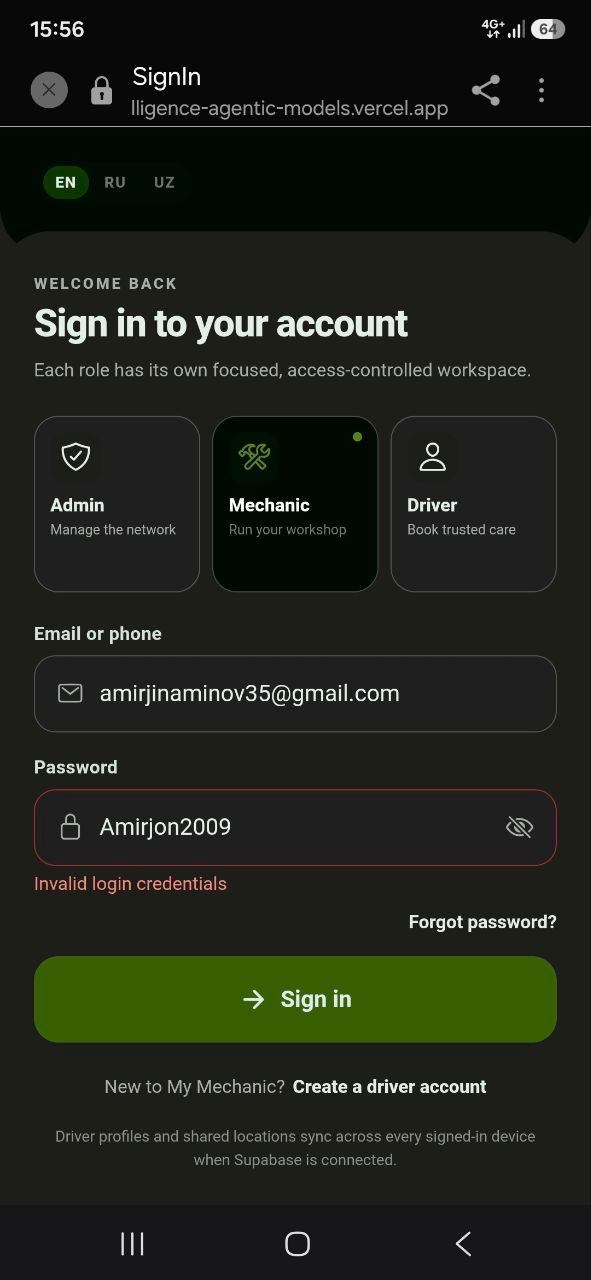 15:56
4G+
64
SignIn
lligence-agentic-models.vercel.app
EN RU UZ
WELCOME BACK
Sign in to your account
Each role has its own focused, access-controlled workspace.
Admin
Manage the network
Mechanic
Run your workshop
Driver
Book trusted care
Email or phone
amirjinaminov35@gmail.com
Password
Amirjon2009
Invalid login credentials
Forgot password?
Sign in
New to My Mechanic? Create a driver account
Driver profiles and shared locations sync across every signed-in device
when Supabase is connected.